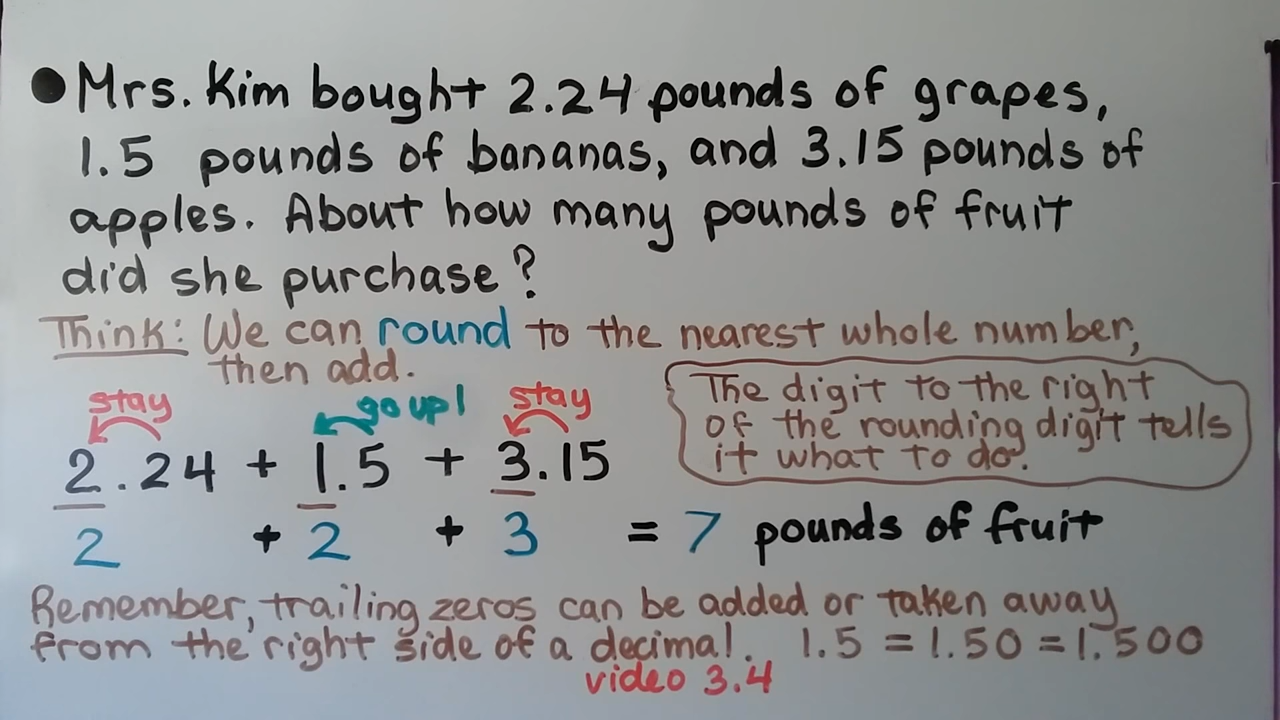 ● Mrs. Kim bought 2.24 pounds of grapes,
1.5 pounds of bananas, and 3.15 pounds of
apples. About how many pounds of fruit
did she purchase?
Think: We can round to the nearest whole number,
then add.
stay go up! stay
2.24 + 1.5 + 3.15
2 + 2 + 3 = 7 pounds of fruit
The digit to the right
of the rounding digit tells
it what to do.
Remember, trailing zeros can be added or taken away
from the right side of a decimal. 1.5 = 1.50 = 1.500
video 3.4